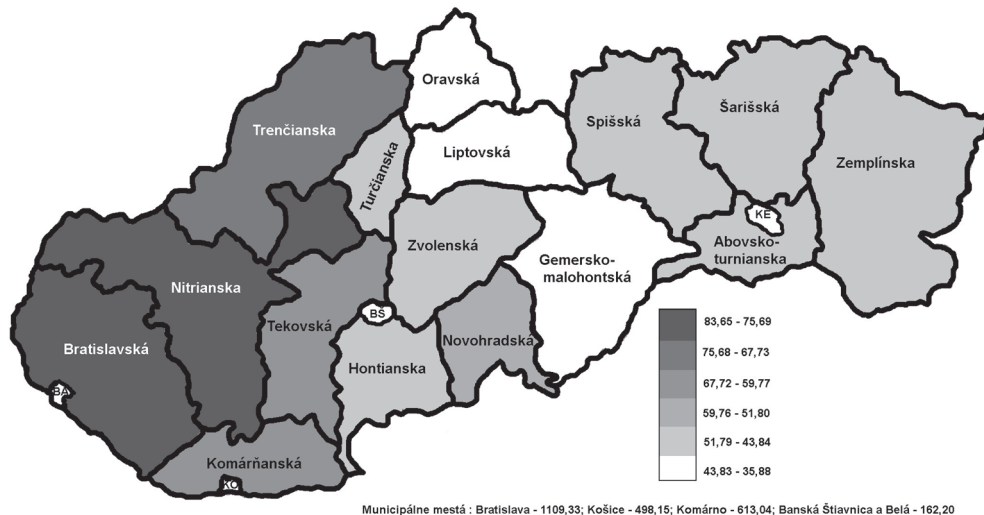 Oravská
Trenčianska
Liptovská
Turčianska
Spišská
Šarišská
Zemplínska
KE
Abovsko-
turnianska
Zvolenská
Gemersko-
malohontská
Nitrianska
Tekovská
BŠ
Bratislavská
Hontianska
Novohradská
BA
Komárňanská
KO
83,65 - 75,69
75,68 - 67,73
67,72 - 59,77
59,76 - 51,80
51,79 - 43,84
43,83 - 35,88
Municipálne mestá : Bratislava - 1109,33; Košice - 498,15; Komárno - 613,04; Banská Štiavnica a Belá - 162,20